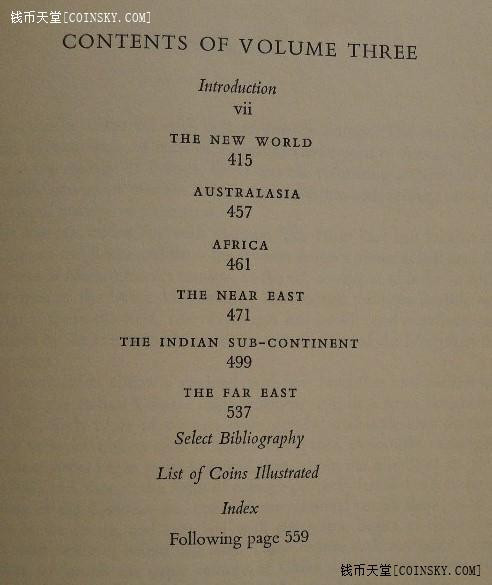 钱币天堂[COINSKY.COM]
CONTENTS OF VOLUME THREE
Introduction
vii
THE NEW WORLD
415
AUSTRALASIA
457
AFRICA
461
THE NEAR EAST
471
THE INDIAN SUB-CONTINENT
499
THE FAR EAST
537
Select Bibliography
List of Coins Illustrated
Index
Following page 559
钱币天堂[COINSKY.COM]